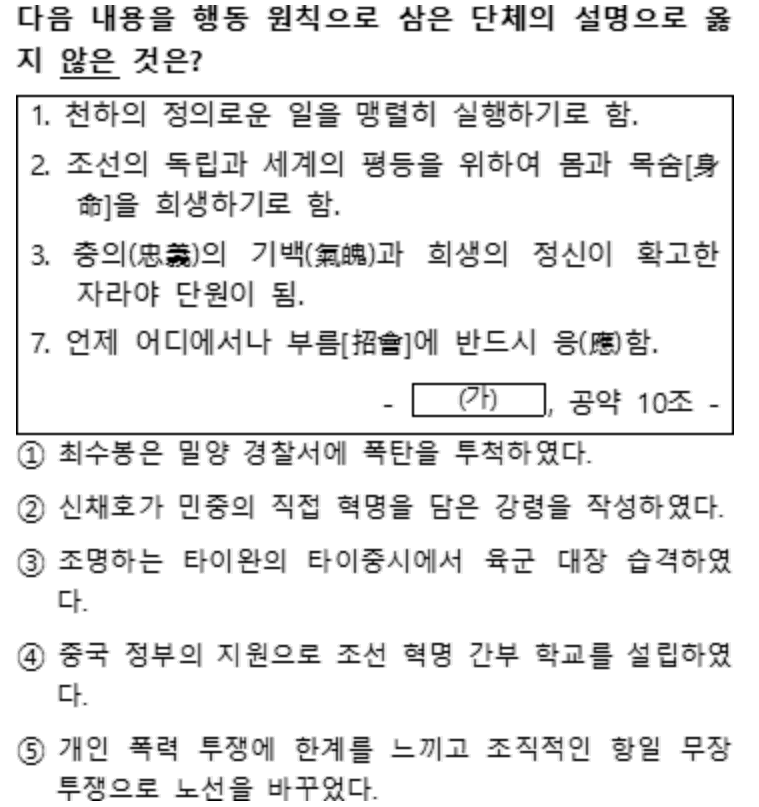 다음 내용을 행동 원칙으로 삼은 단체의 설명으로 옳
지 않은 것은?
1. 천하의 정의로운 일을 맹렬히 실행하기로 함.
2. 조선의 독립과 세계의 평등을 위하여 몸과 목숨[身
命]을 희생하기로 함.
3. 충의(忠義)의 기백(氣魄)과 희생의 정신이 확고한
자라야 단원이 됨.
7. 언제 어디에서나 부름[招會]에 반드시 응(應)함.
- (가) , 공약 10조 -
① 최수봉은 밀양 경찰서에 폭탄을 투척하였다.
② 신채호가 민중의 직접 혁명을 담은 강령을 작성하였다.
③ 조명하는 타이완의 타이중시에서 육군 대장 습격하였
다.
④ 중국 정부의 지원으로 조선 혁명 간부 학교를 설립하였
다.
⑤ 개인 폭력 투쟁에 한계를 느끼고 조직적인 항일 무장
투쟁으로 노선을 바꾸었다.